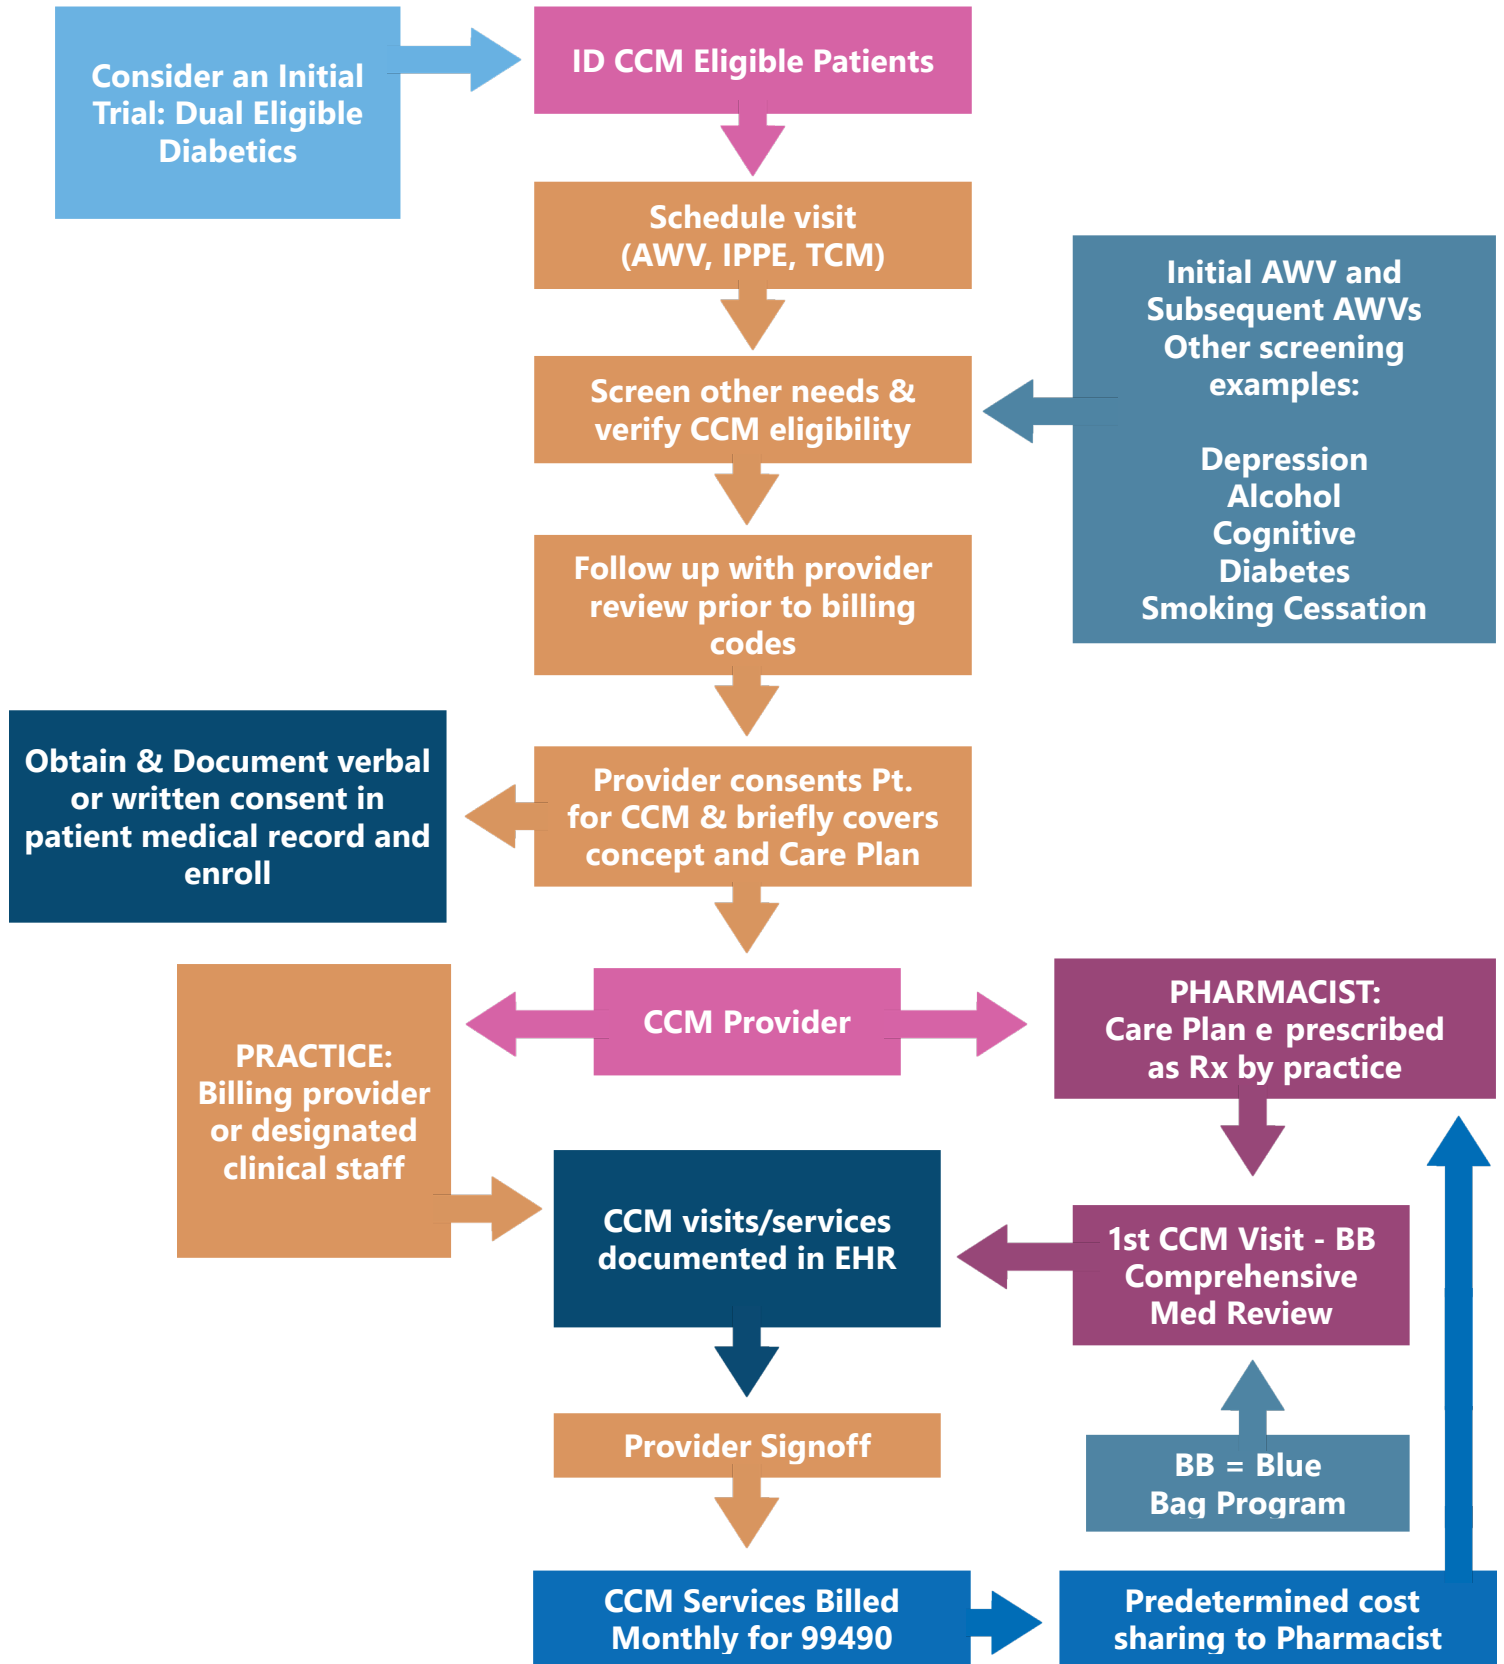 Consider an Initial
Trial: Dual Eligible
Diabetics
ID CCM Eligible Patients
Schedule visit
(AWV, IPPE, TCM)
Initial AWV and
Subsequent AWVs
Other screening
examples:
Depression
Alcohol
Cognitive
Diabetes
Smoking Cessation
Screen other needs &
verify CCM eligibility
Follow up with provider
review prior to billing
codes
Obtain & Document verbal
or written consent in
patient medical record and
enroll
Provider consents Pt.
for CCM & briefly covers
concept and Care Plan
CCM Provider
PRACTICE:
Billing provider
or designated
clinical staff
PHARMACIST:
Care Plan e prescribed
as Rx by practice
CCM visits/services
documented in EHR
1st CCM Visit - BB
Comprehensive
Med Review
Provider Signoff
BB = Blue
Bag Program
CCM Services Billed
Monthly for 99490
Predetermined cost
sharing to Pharmacist